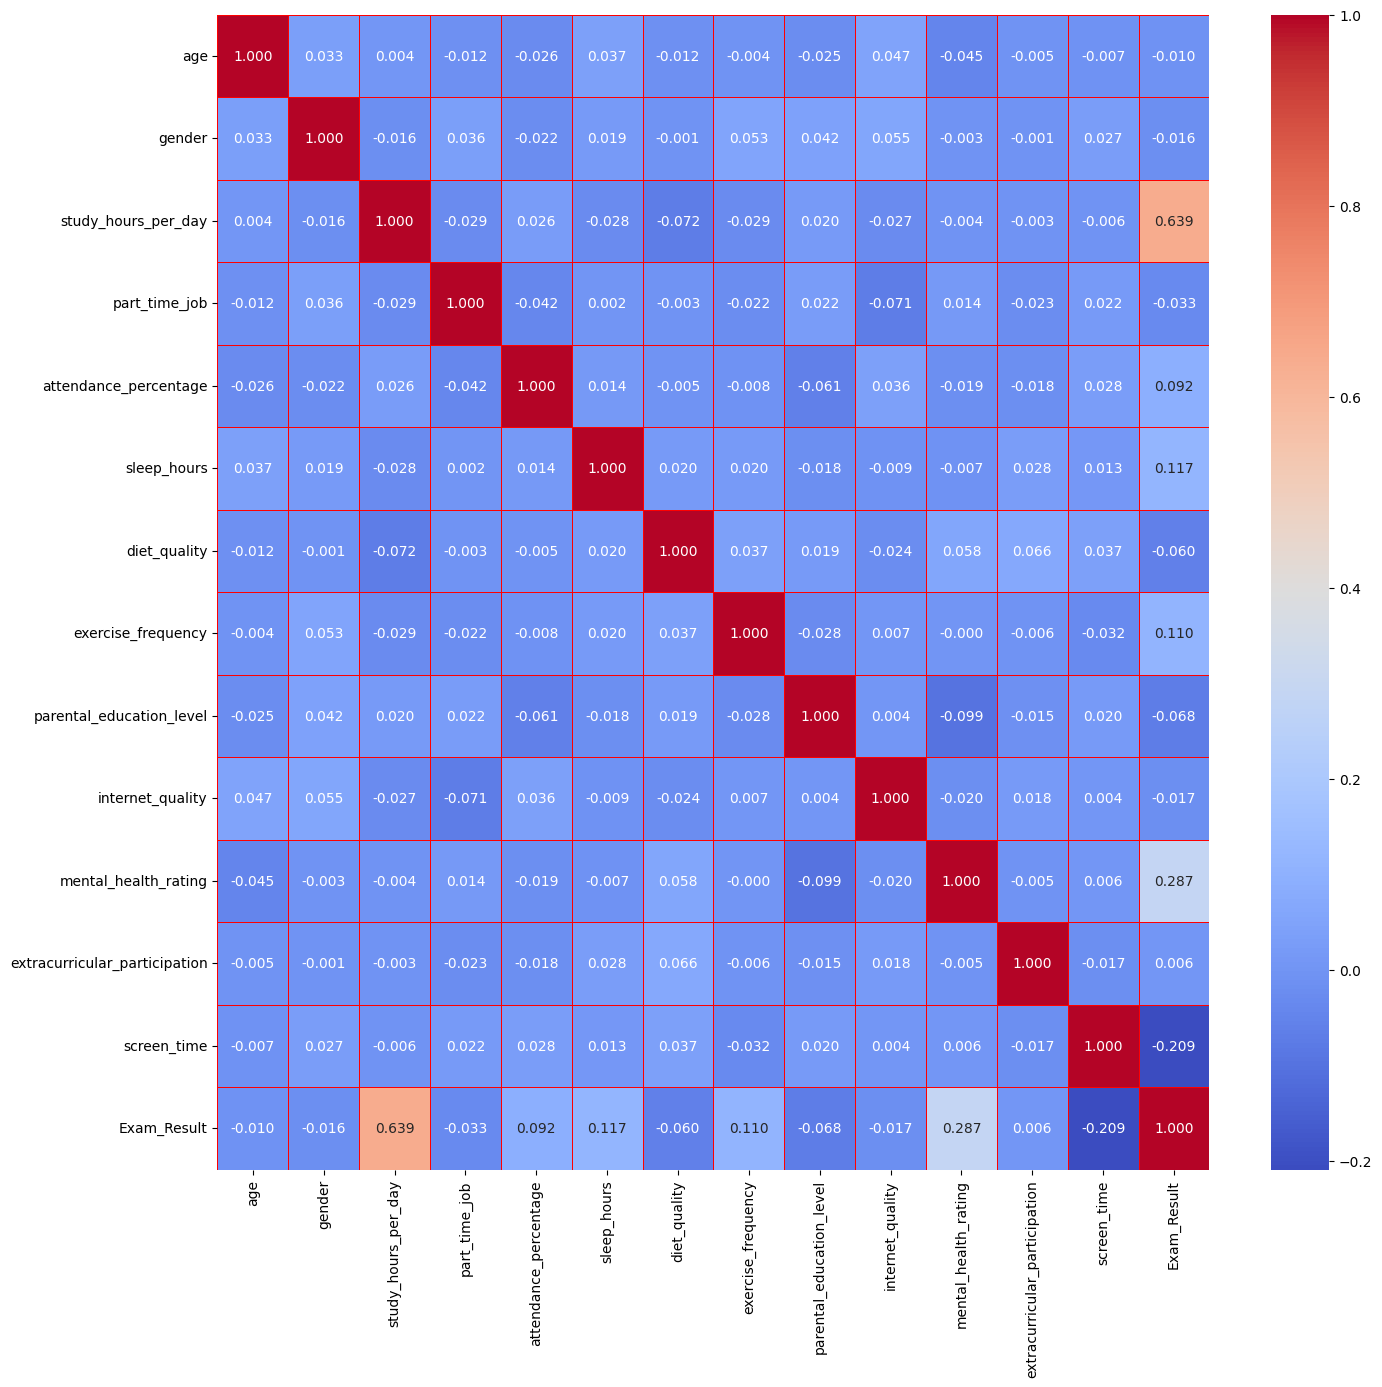 age 1.000 0.033 0.004 -0.012 -0.026 0.037 -0.012 -0.004 -0.025 0.047 -0.045 -0.005 -0.007 -0.010
gender 0.033 1.000 -0.016 0.036 -0.022 0.019 -0.001 0.053 0.042 0.055 -0.003 -0.001 0.027 -0.016
study_hours_per_day 0.004 -0.016 1.000 -0.029 0.026 -0.028 -0.072 -0.029 0.020 -0.027 -0.004 -0.003 -0.006 0.639
part_time_job -0.012 0.036 -0.029 1.000 -0.042 0.002 -0.003 -0.022 0.022 -0.071 0.014 -0.023 0.022 -0.033
attendance_percentage -0.026 -0.022 0.026 -0.042 1.000 0.014 -0.005 -0.008 -0.061 0.036 -0.019 -0.018 0.028 0.092
sleep_hours 0.037 0.019 -0.028 0.002 0.014 1.000 0.020 0.020 -0.018 -0.009 -0.007 0.028 0.013 0.117
diet_quality -0.012 -0.001 -0.072 -0.003 -0.005 0.020 1.000 0.037 0.019 -0.024 0.058 0.066 0.037 -0.060
exercise_frequency -0.004 0.053 -0.029 -0.022 -0.008 0.020 0.037 1.000 -0.028 0.007 -0.000 -0.006 -0.032 0.110
parental_education_level -0.025 0.042 0.020 0.022 -0.061 -0.018 0.019 -0.028 1.000 0.004 -0.099 -0.015 0.020 -0.068
internet_quality 0.047 0.055 -0.027 -0.071 0.036 -0.009 -0.024 0.007 0.004 1.000 -0.020 0.018 0.004 -0.017
mental_health_rating -0.045 -0.003 -0.004 0.014 -0.019 -0.007 0.058 -0.000 -0.099 -0.020 1.000 -0.005 0.006 0.287
extracurricular_participation -0.005 -0.001 -0.003 -0.023 -0.018 0.028 0.066 -0.006 -0.015 0.018 -0.005 1.000 -0.017 0.006
screen_time -0.007 0.027 -0.006 0.022 0.028 0.013 0.037 -0.032 0.020 0.004 0.006 -0.017 1.000 -0.209
Exam_Result -0.010 -0.016 0.639 -0.033 0.092 0.117 -0.060 0.110 -0.068 -0.017 0.287 0.006 -0.209 1.000
age
gender
study_hours_per_day
part_time_job
attendance_percentage
sleep_hours
diet_quality
exercise_frequency
parental_education_level
internet_quality
mental_health_rating
extracurricular_participation
screen_time
Exam_Result
1.0
0.8
0.6
0.4
0.2
0.0
−0.2